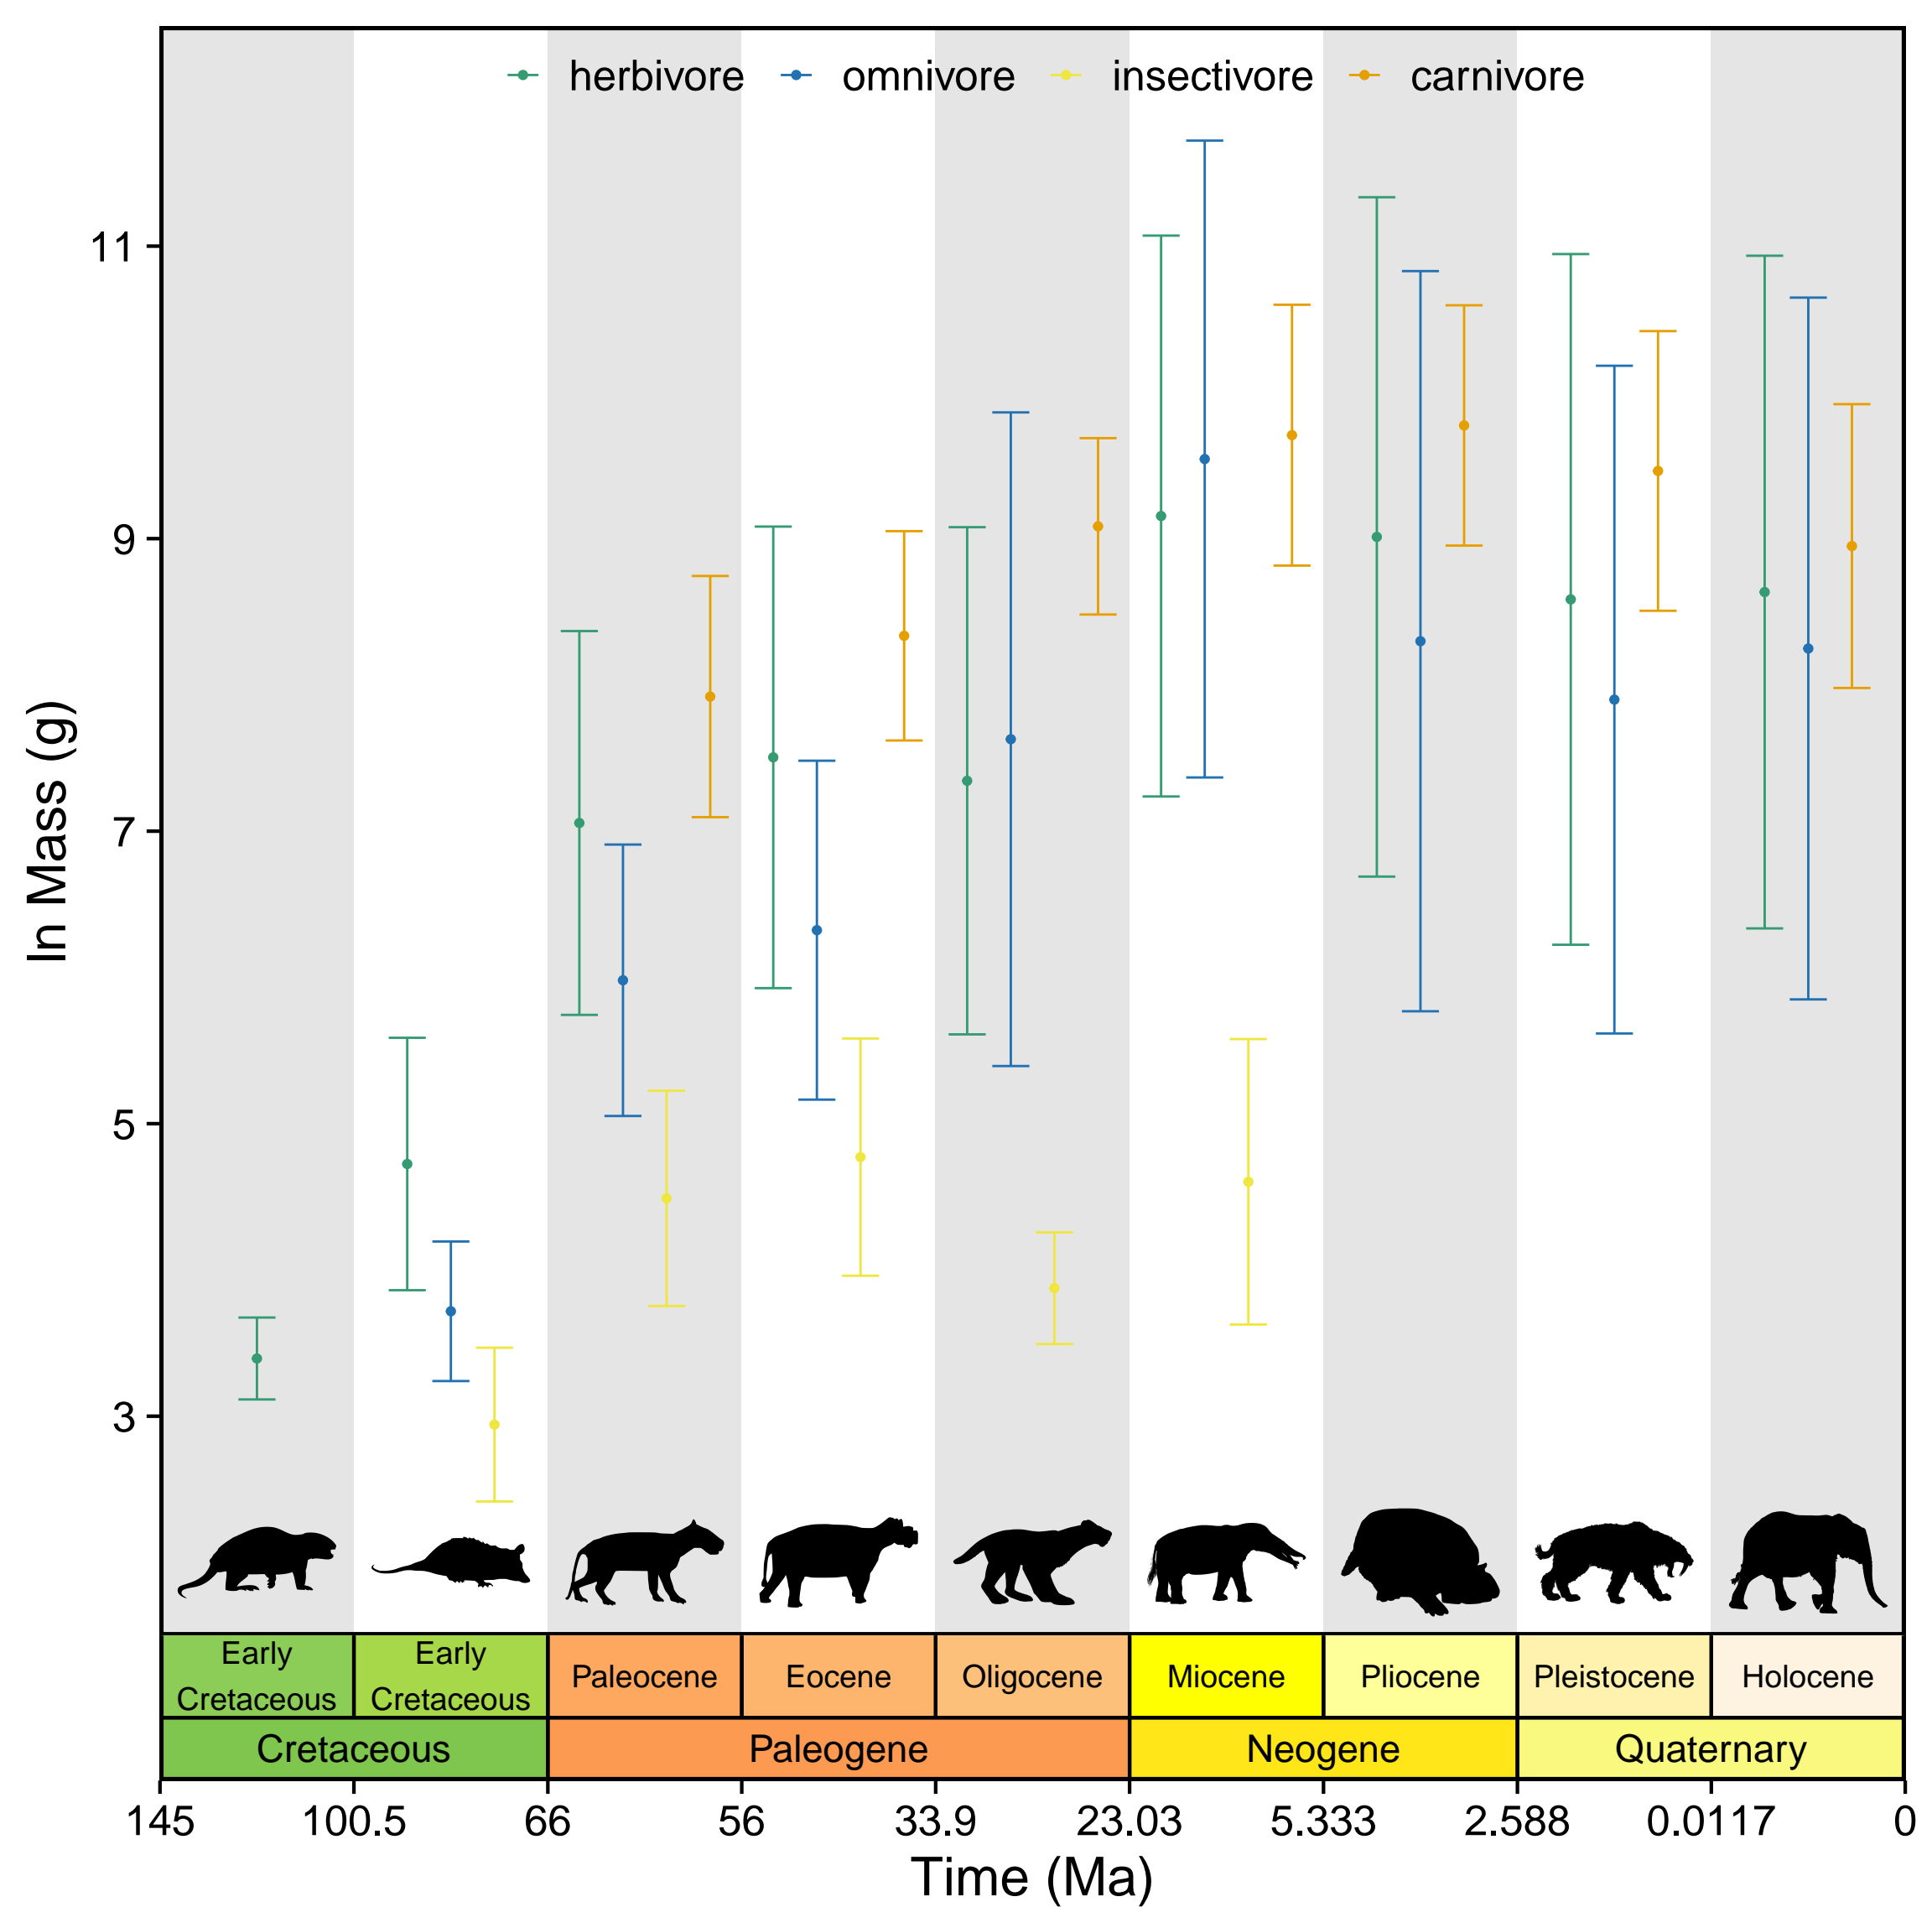 herbivore omnivore insectivore carnivore
11
9
7
5
3
ln Mass (g)
Early Cretaceous
Early Cretaceous
Paleocene
Eocene
Oligocene
Miocene
Pliocene
Pleistocene
Holocene
Cretaceous
Paleogene
Neogene
Quaternary
145 100.5 66 56 33.9 23.03 5.333 2.588 0.0117 0
Time (Ma)